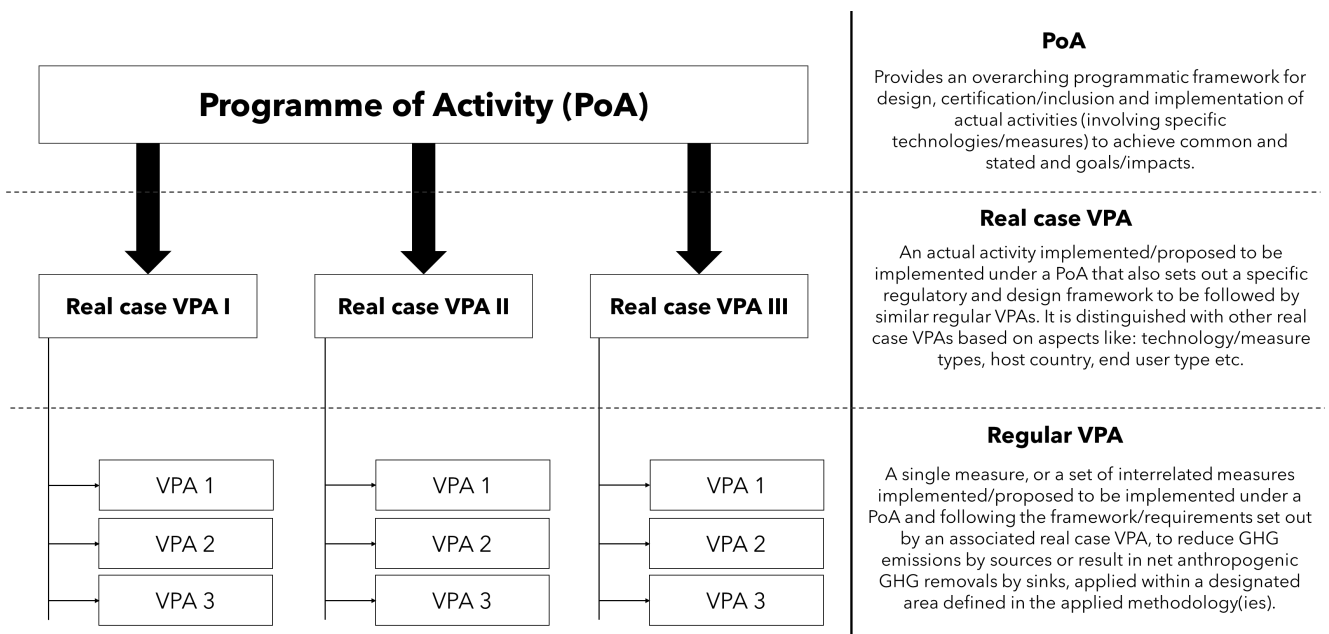 Programme of Activity (PoA)
Real case VPA I
Real case VPA II
Real case VPA III
VPA 1
VPA 1
VPA 1
VPA 2
VPA 2
VPA 2
VPA 3
VPA 3
VPA 3
PoA
Provides an overarching programmatic framework for
design, certification/inclusion and implementation of
actual activities (involving specific
technologies/measures) to achieve common and
stated and goals/impacts.
Real case VPA
An actual activity implemented/proposed to be
implemented under a PoA that also sets out a specific
regulatory and design framework to be followed by
similar regular VPAs. It is distinguished with other real
case VPAs based on aspects like: technology/measure
types, host country, end user type etc.
Regular VPA
A single measure, or a set of interrelated measures
implemented/proposed to be implemented under a
PoA and following the framework/requirements set out
by an associated real case VPA, to reduce GHG
emissions by sources or result in net anthropogenic
GHG removals by sinks, applied within a designated
area defined in the applied methodology(ies).